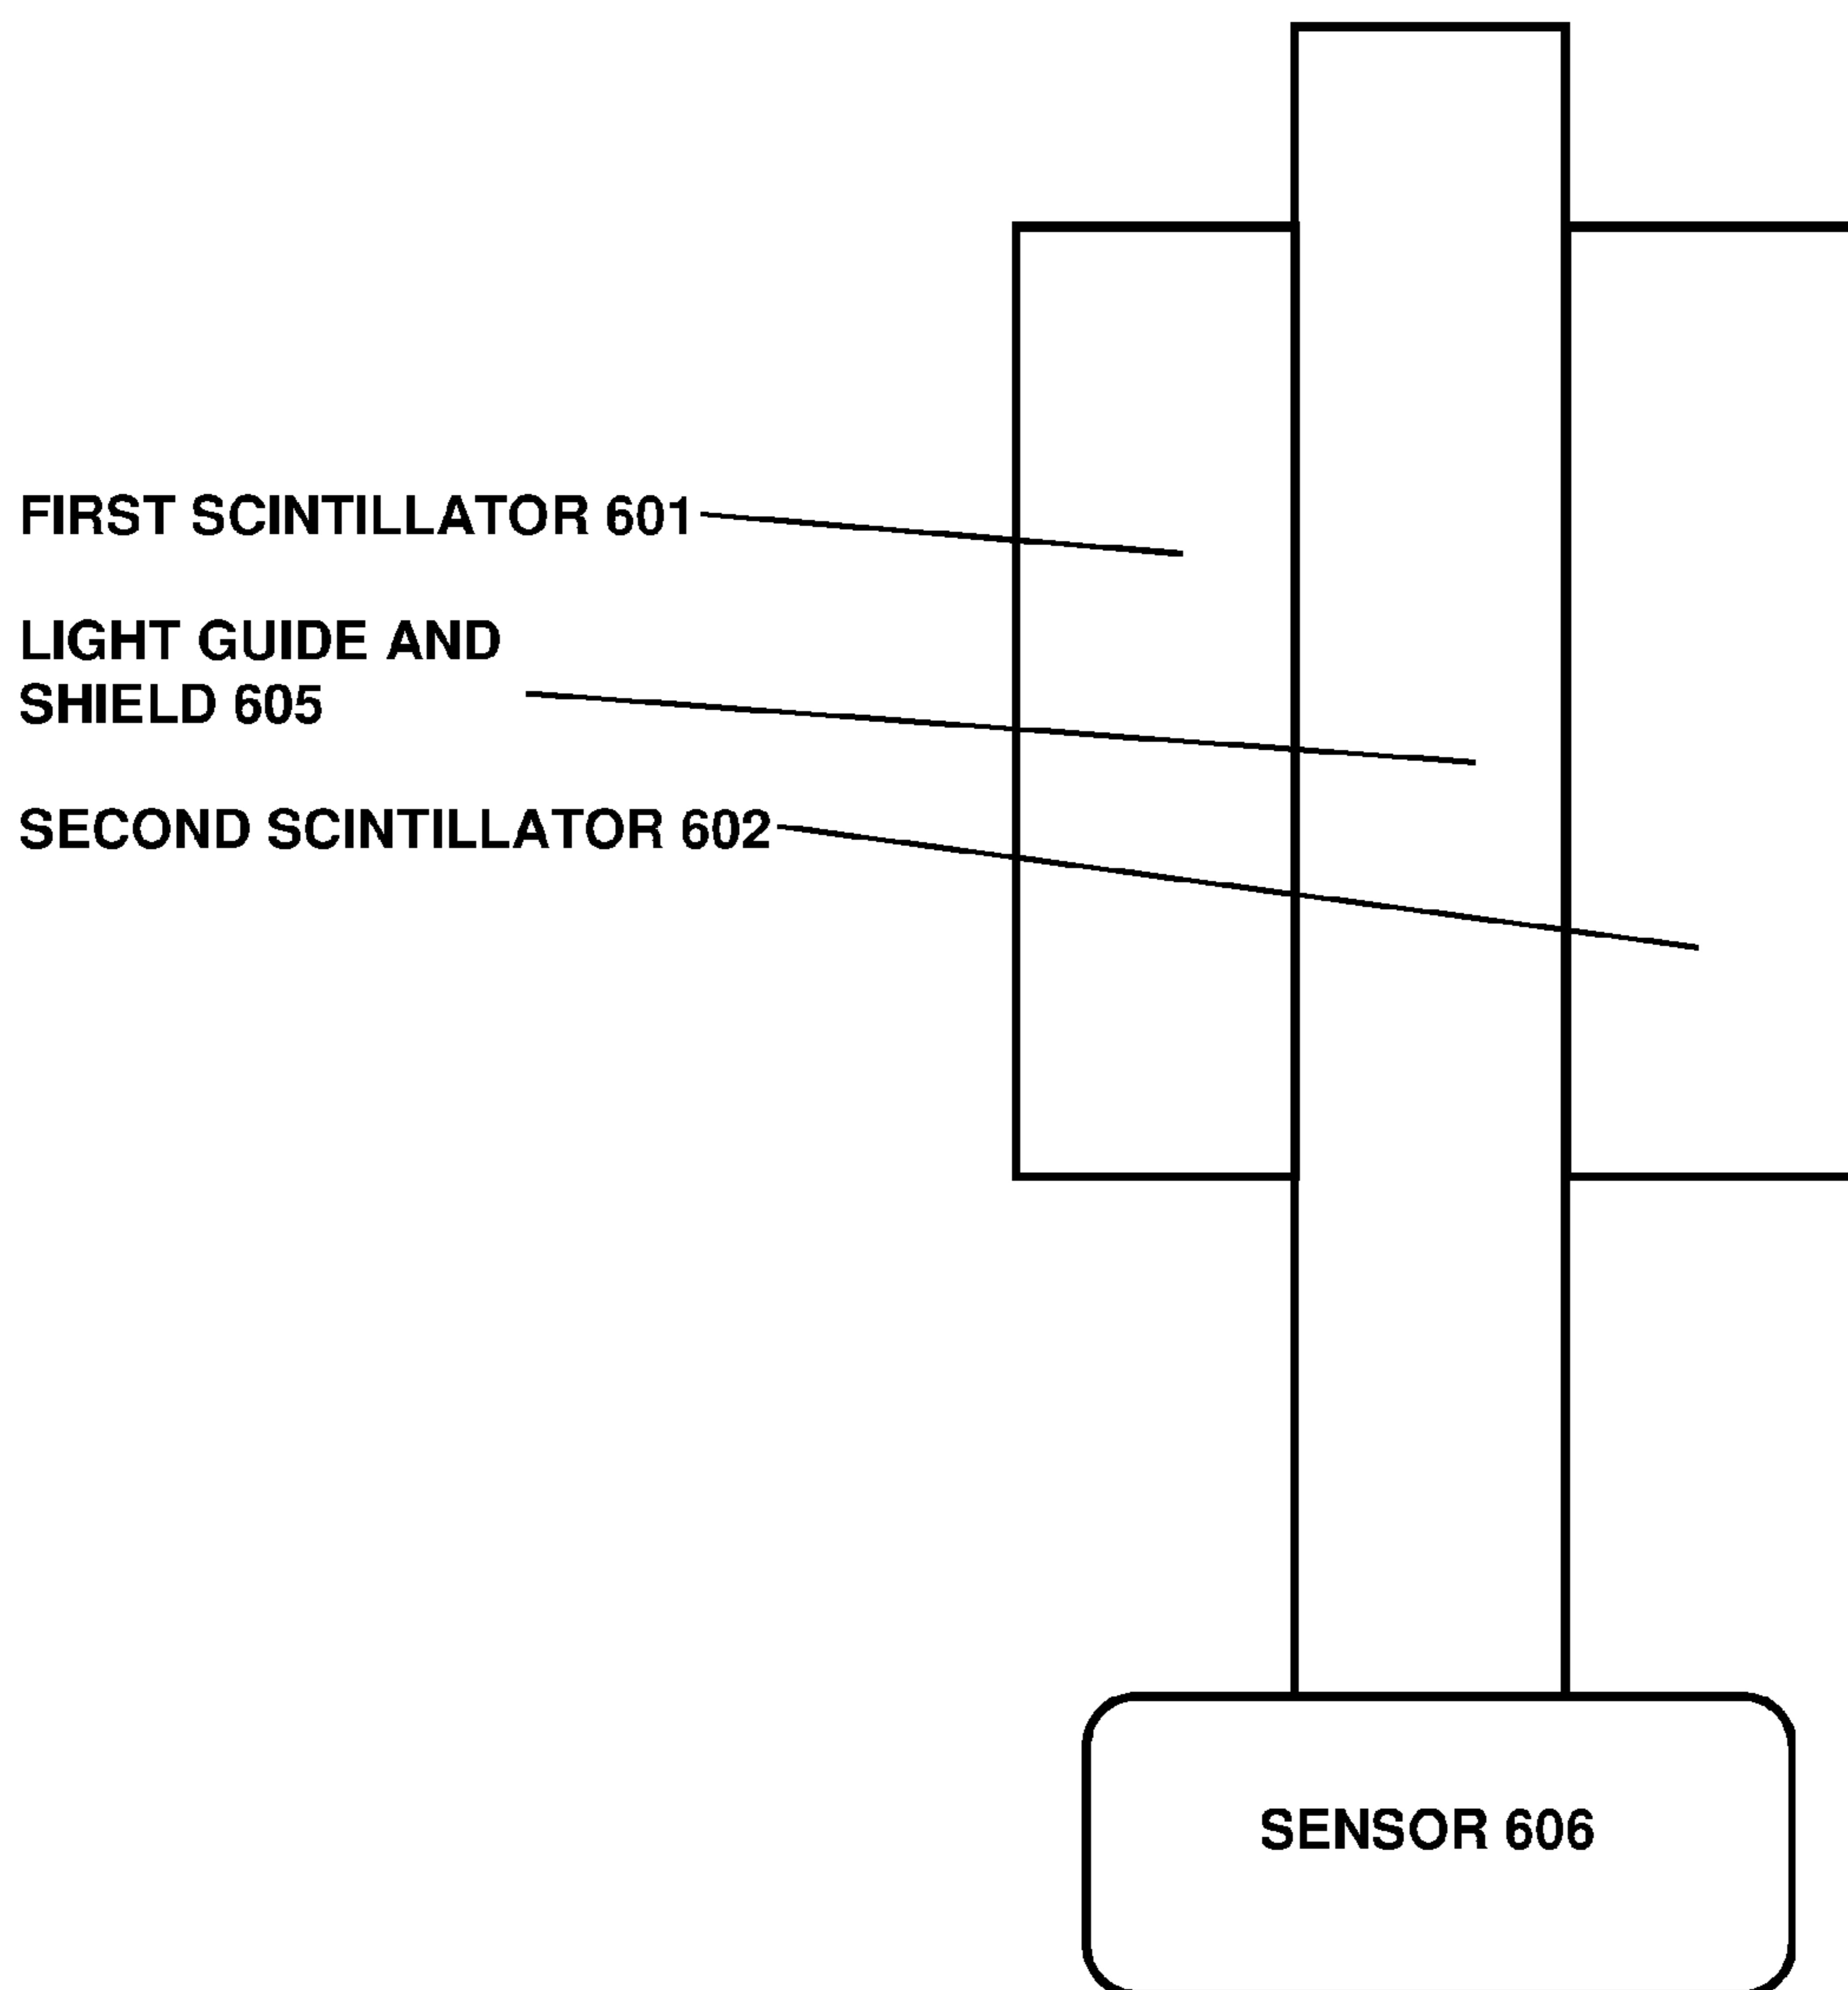 FIRST SCINTILLATOR 601
LIGHT GUIDE AND
SHIELD 605
SECOND SCINTILLATOR 602
SENSOR 606